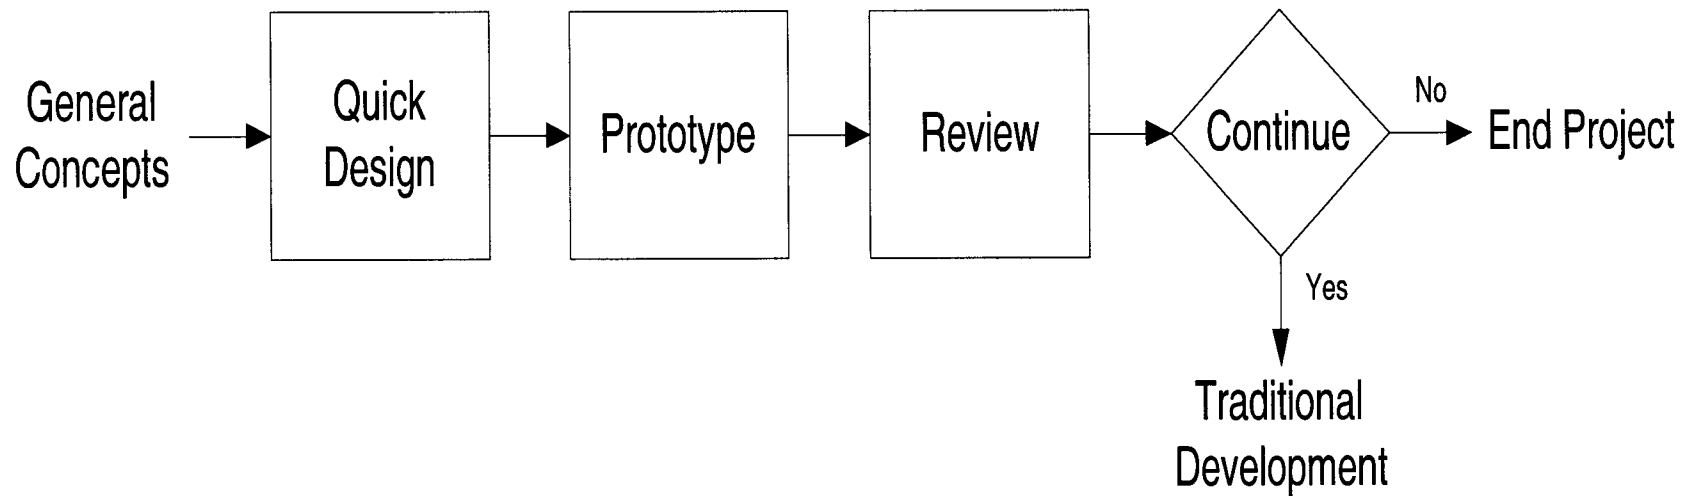 General
Concepts
Quick
Design
Prototype
Review
Continue
No
End Project
Yes
Traditional
Development